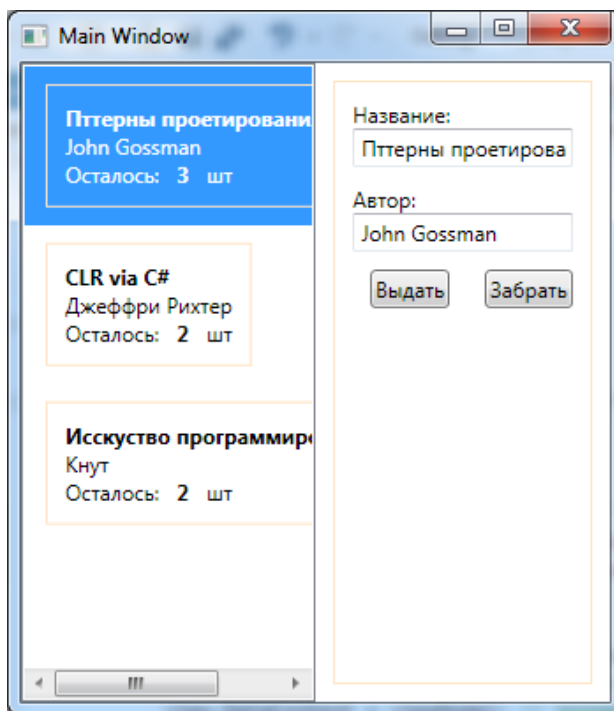 Main Window
Пттерны проетировани
John Gossman
Осталось: 3 шт
CLR via C#
Джеффри Рихтер
Осталось: 2 шт
Исскуство программиро
Кнут
Осталось: 2 шт
Название:
Пттерны проетирова
Автор:
John Gossman
Выдать Забрать